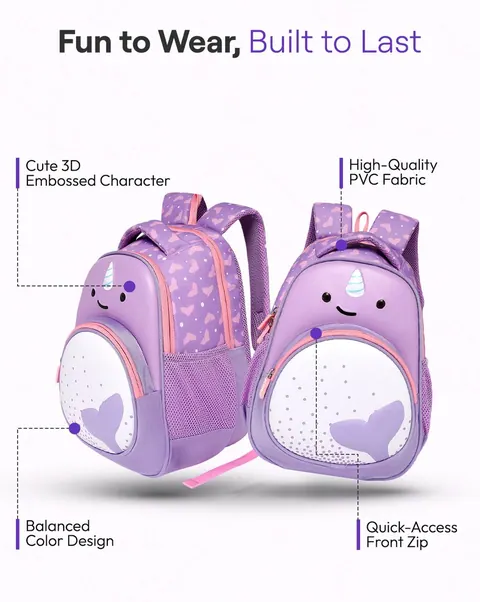 Fun to Wear, Built to Last
Cute 3D
Embossed Character
High-Quality
PVC Fabric
Balanced
Color Design
Quick-Access
Front Zip